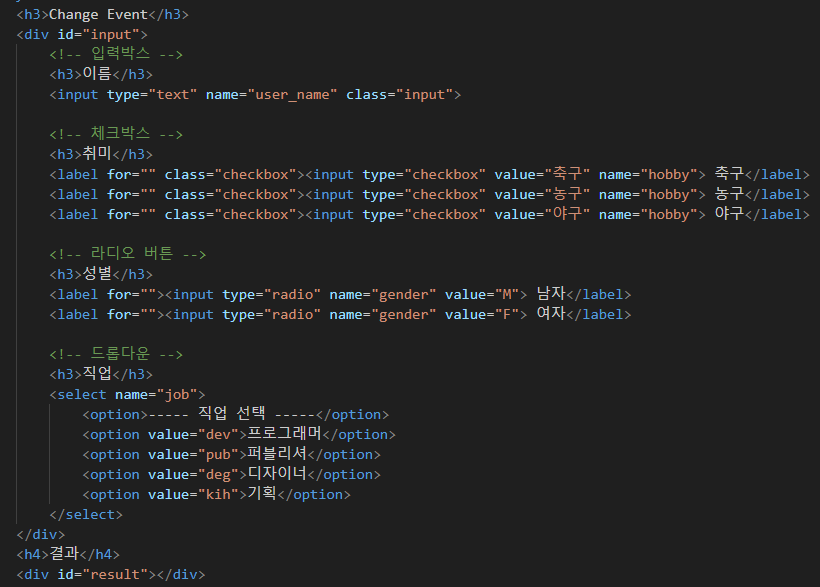 <h3>Change Event</h3>
<div id="input">
<!-- 입력박스 -->
<h3>이름</h3>
<input type="text" name="user_name" class="input">
<!-- 체크박스 -->
<h3>취미</h3>
<label for="" class="checkbox"><input type="checkbox" value="축구" name="hobby"> 축구</label>
<label for="" class="checkbox"><input type="checkbox" value="농구" name="hobby"> 농구</label>
<label for="" class="checkbox"><input type="checkbox" value="야구" name="hobby"> 야구</label>
<!-- 라디오 버튼 -->
<h3>성별</h3>
<label for=""><input type="radio" name="gender" value="M"> 남자</label>
<label for=""><input type="radio" name="gender" value="F"> 여자</label>
<!-- 드롭다운 -->
<h3>직업</h3>
<select name="job">
<option>----- 직업 선택 -----</option>
<option value="dev">프로그래머</option>
<option value="pub">퍼블리셔</option>
<option value="deg">디자이너</option>
<option value="kih">기획</option>
</select>
</div>
<h4>결과</h4>
<div id="result"></div>